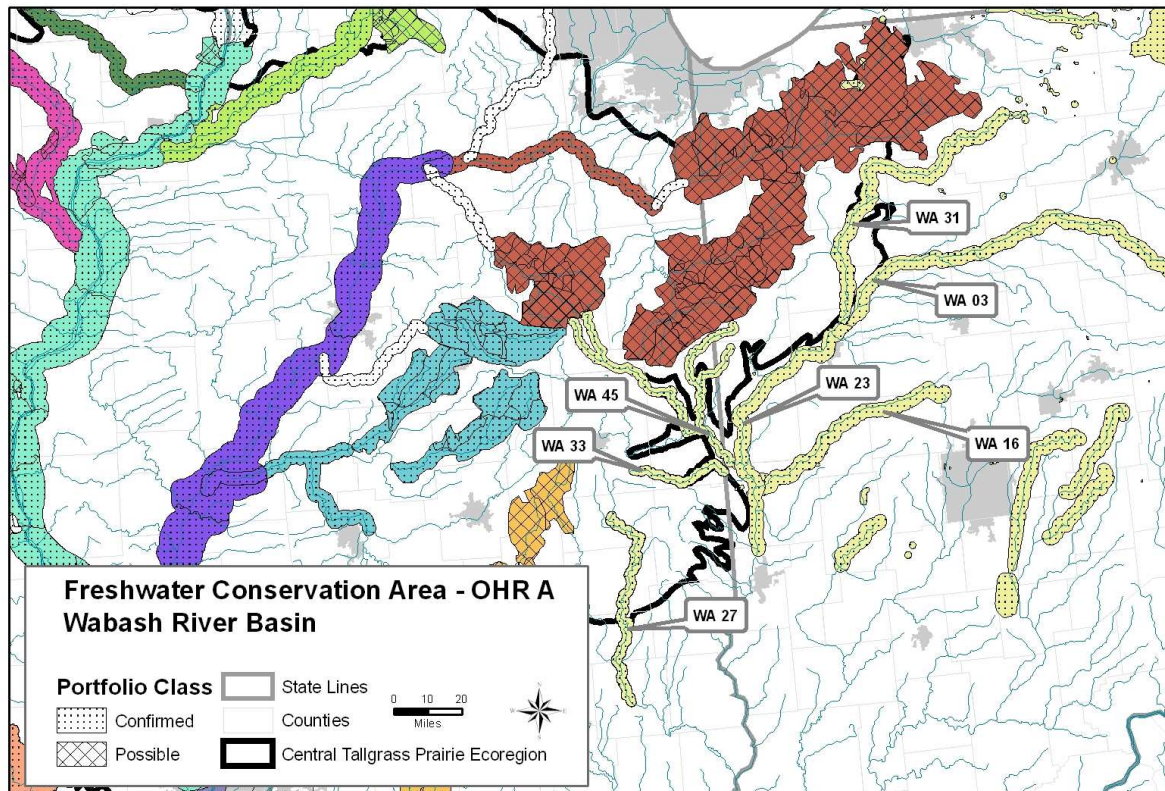 WA 31
WA 03
WA 45
WA 23
WA 33
WA 16
WA 27
Freshwater Conservation Area - OHR A
Wabash River Basin
Portfolio Class
Confirmed
Possible
State Lines
Counties
Central Tallgrass Prairie Ecoregion
0 10 20
Miles
N
E
S
W